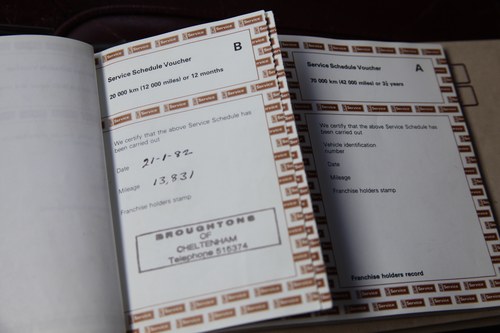 B
Service Schedule Voucher
20 000 km (12 000 miles) or 12 months
We certify that the above Service Schedule has
been carried out
Date 21-1-82
Mileage 13,831
Franchise holders stamp
BROUGHTONS
OF
CHELTENHAM
Telephone 515374
A
Service Schedule Voucher
70 000 km (42 000 miles) or 3½ years
We certify that the above Service Schedule has
been carried out
Vehicle identification
number
Date
Mileage
Franchise holders stamp
Franchise holders record